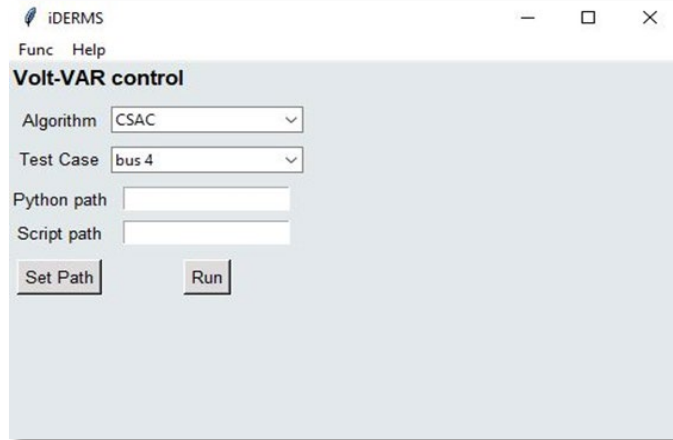 iDERMS
Func Help
Volt-VAR control
Algorithm CSAC
Test Case bus 4
Python path
Script path
Set Path Run